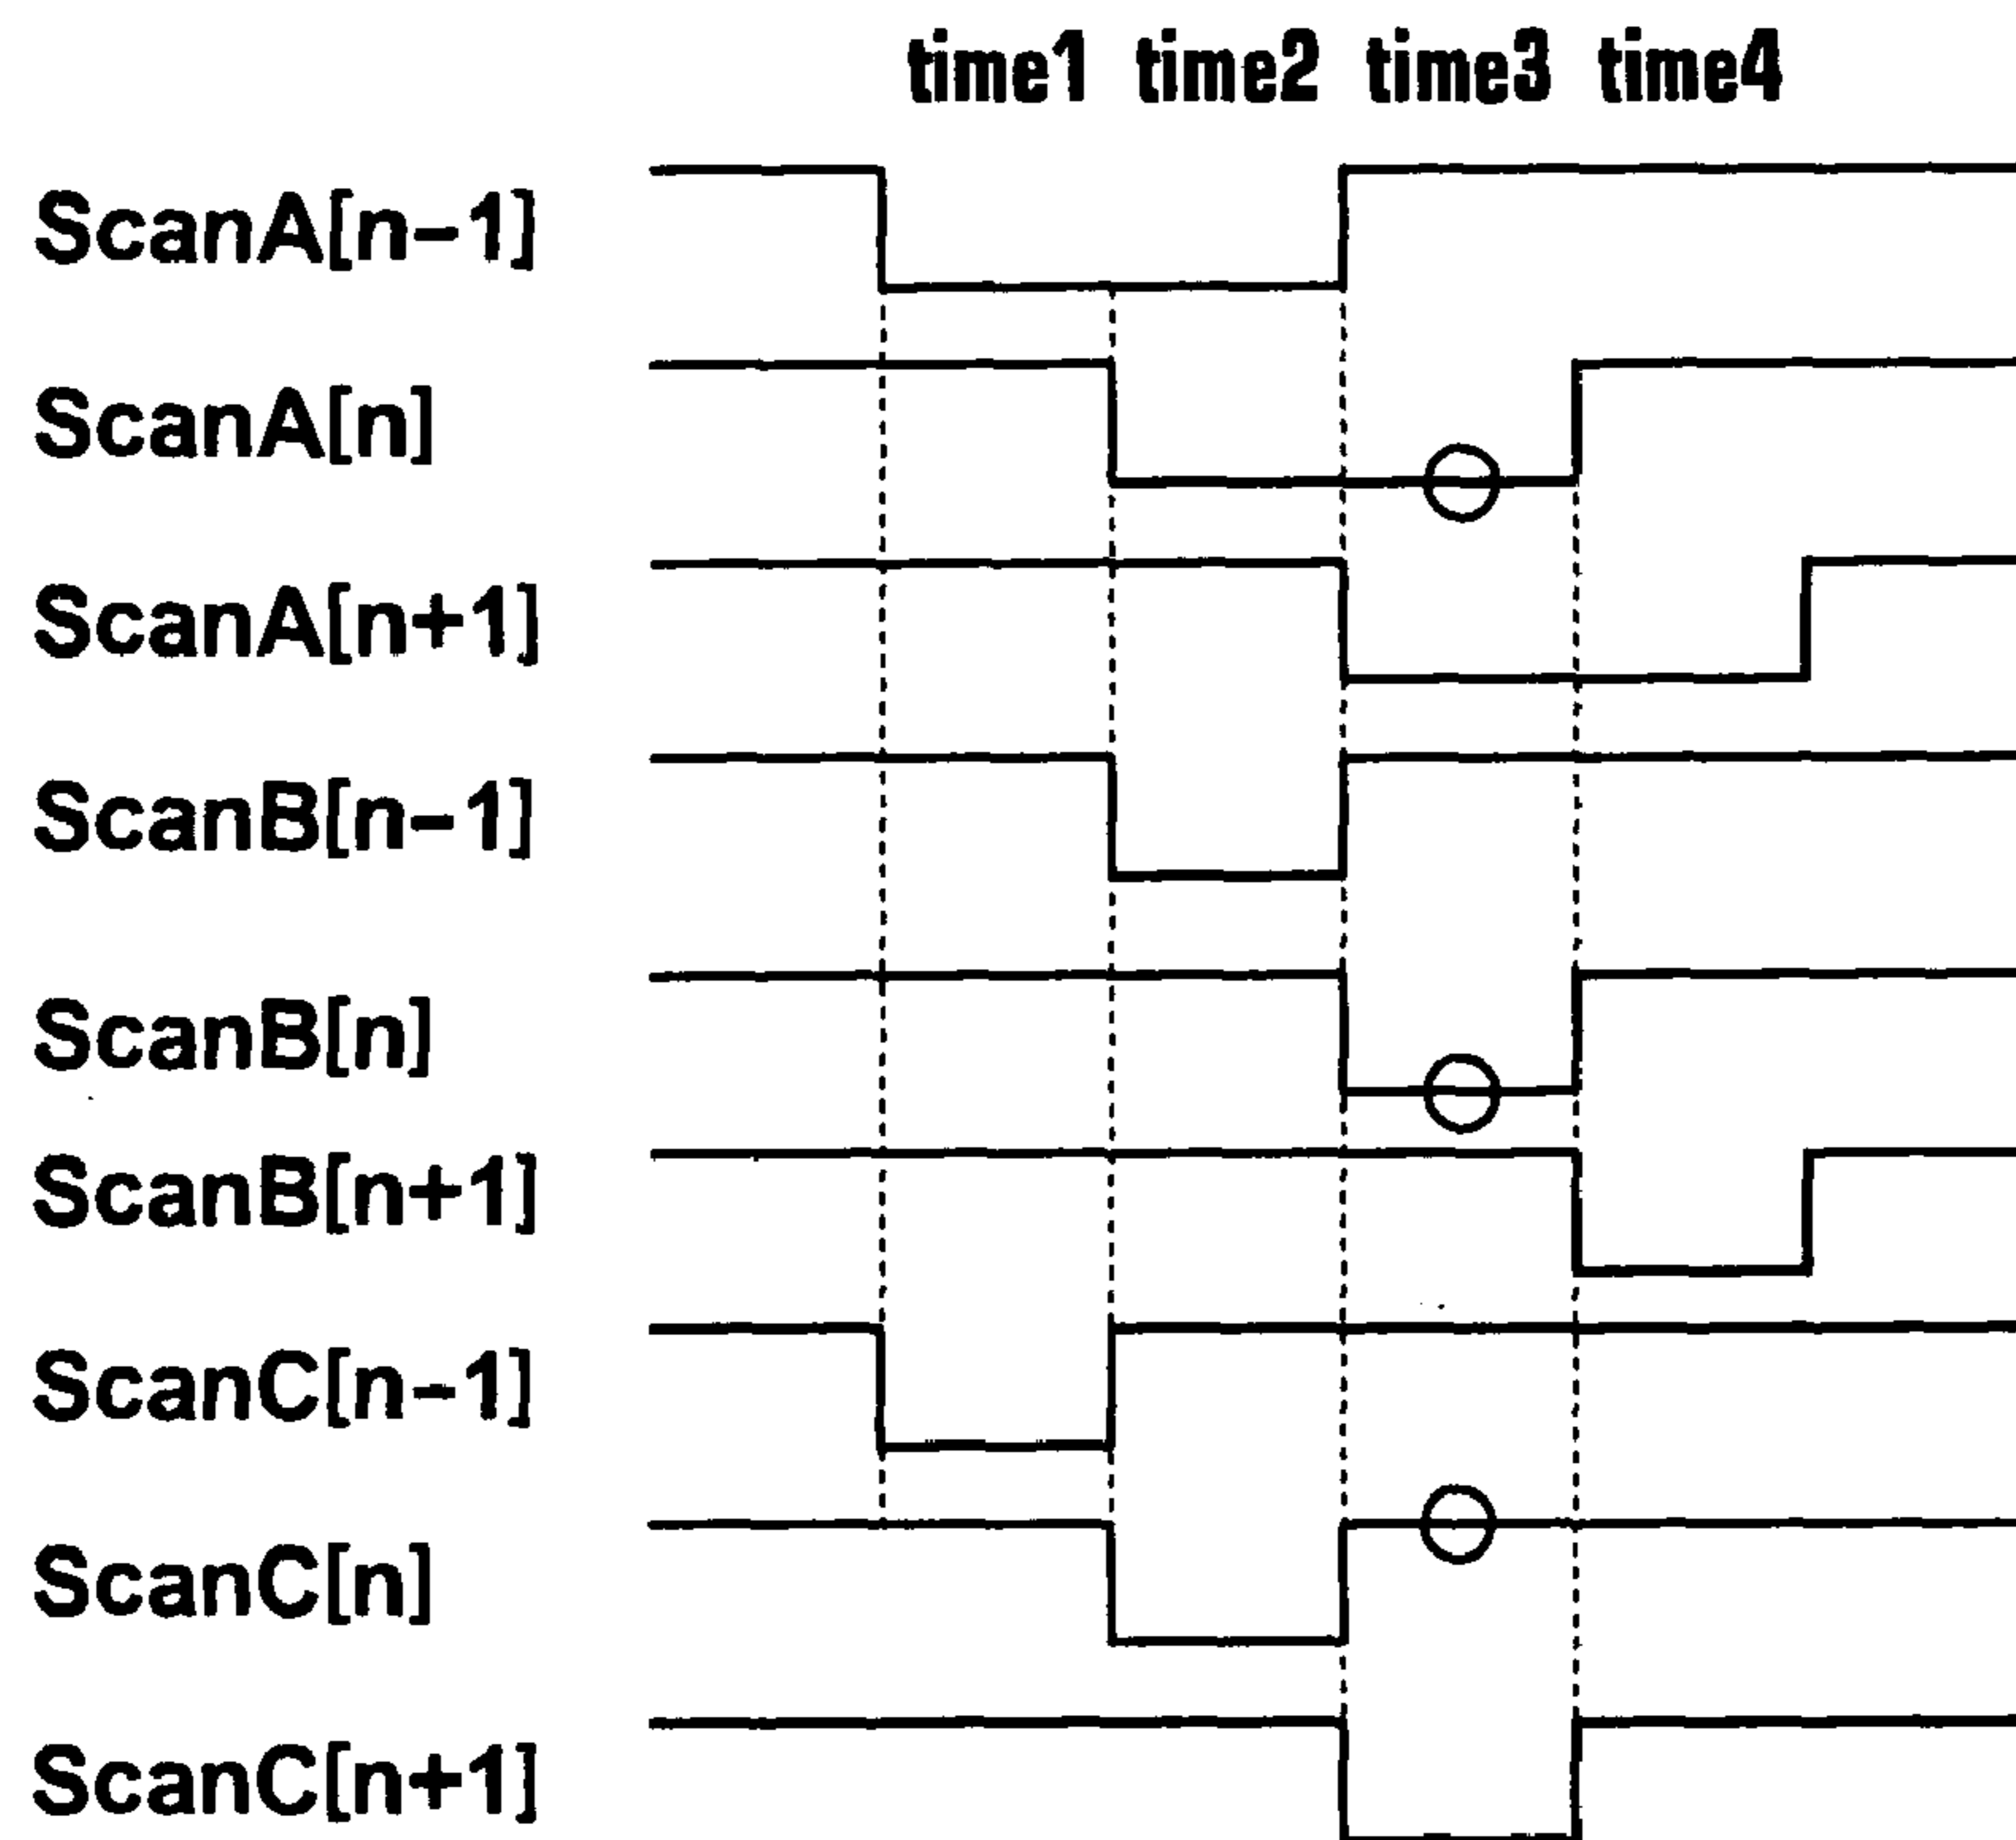 time1 time2 time3 time4
ScanA[n-1]
ScanA[n]
ScanA[n+1]
ScanB[n-1]
ScanB[n]
ScanB[n+1]
ScanC[n-1]
ScanC[n]
ScanC[n+1]